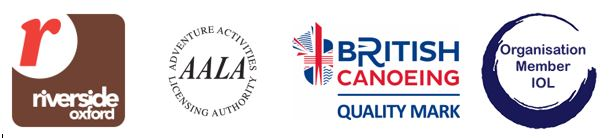 r
riverside
oxford
ADVENTURE ACTIVITIES
AALA
LICENSING AUTHORITY
BRITISH
CANOEING
QUALITY MARK
Organisation
Member
IOL